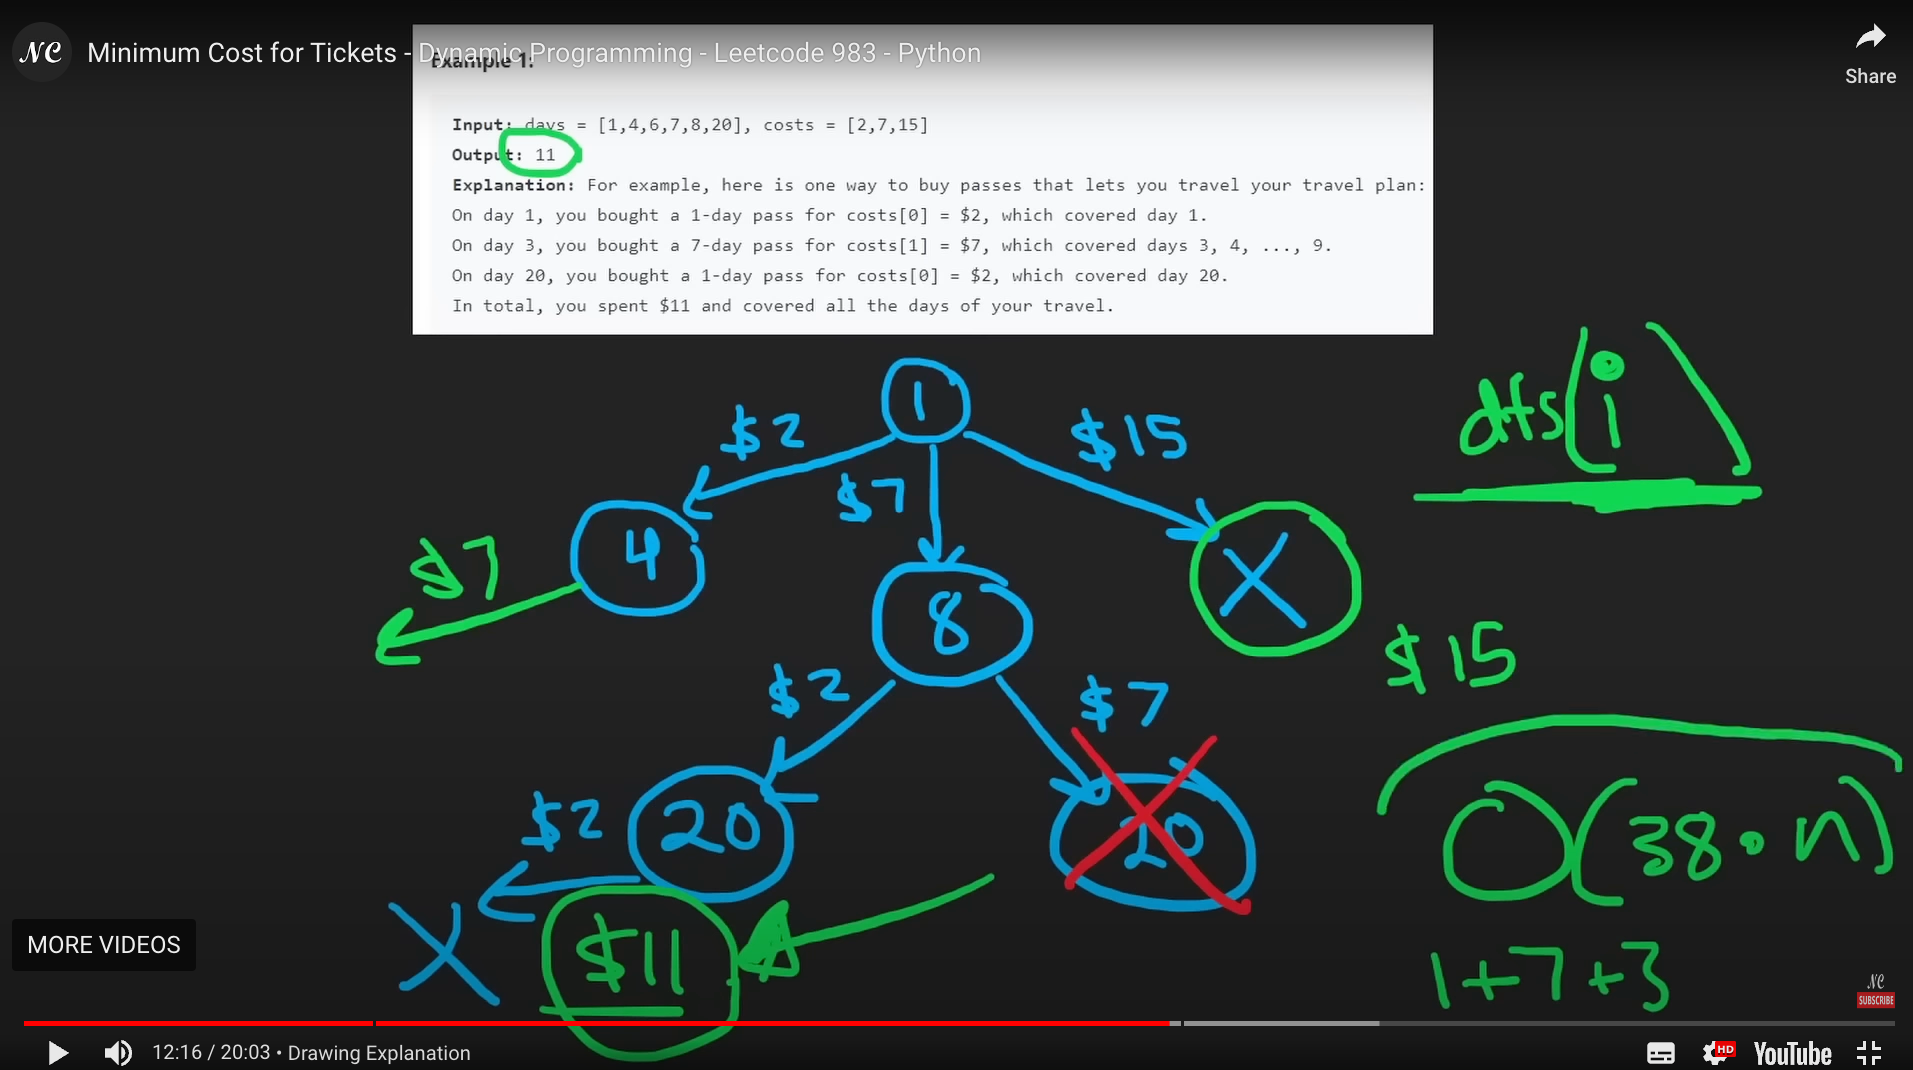 NC Minimum Cost for Tickets - Dynamic Programming - Leetcode 983 - Python
Share
Example 1:
Input: days = [1,4,6,7,8,20], costs = [2,7,15]
Output: 11
Explanation: For example, here is one way to buy passes that lets you travel your travel plan:
On day 1, you bought a 1-day pass for costs[0] = $2, which covered day 1.
On day 3, you bought a 7-day pass for costs[1] = $7, which covered days 3, 4, ..., 9.
On day 20, you bought a 1-day pass for costs[0] = $2, which covered day 20.
In total, you spent $11 and covered all the days of your travel.
1
dfs(i)
$2
$15
$7
4
$7
8
X
$15
$2
$7
$2
20
20
O(38·n)
X
$11
1+7+3
MORE VIDEOS
NC
SUBSCRIBE
12:16 / 20:03 • Drawing Explanation
HD
YouTube